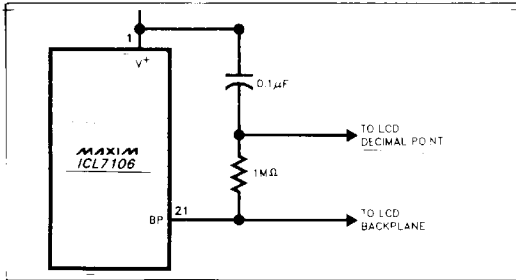 1
V+
0.1µF
MAXIM
ICL7106
TO LCD
DECIMAL POINT
1MΩ
BP
21
TO LCD
BACKPLANE